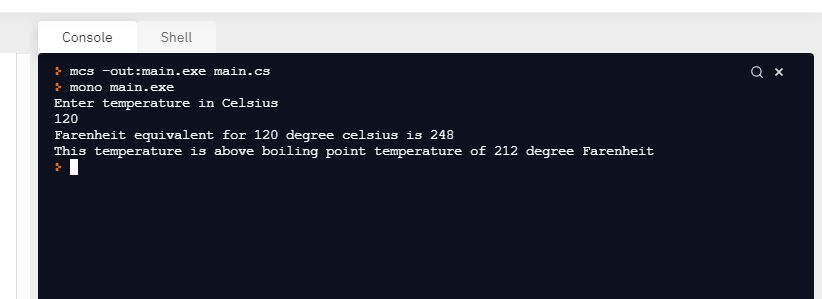 Console Shell
mcs -out:main.exe main.cs
mono main.exe
Enter temperature in Celsius
120
Farenheit equivalent for 120 degree celsius is 248
This temperature is above boiling point temperature of 212 degree Farenheit